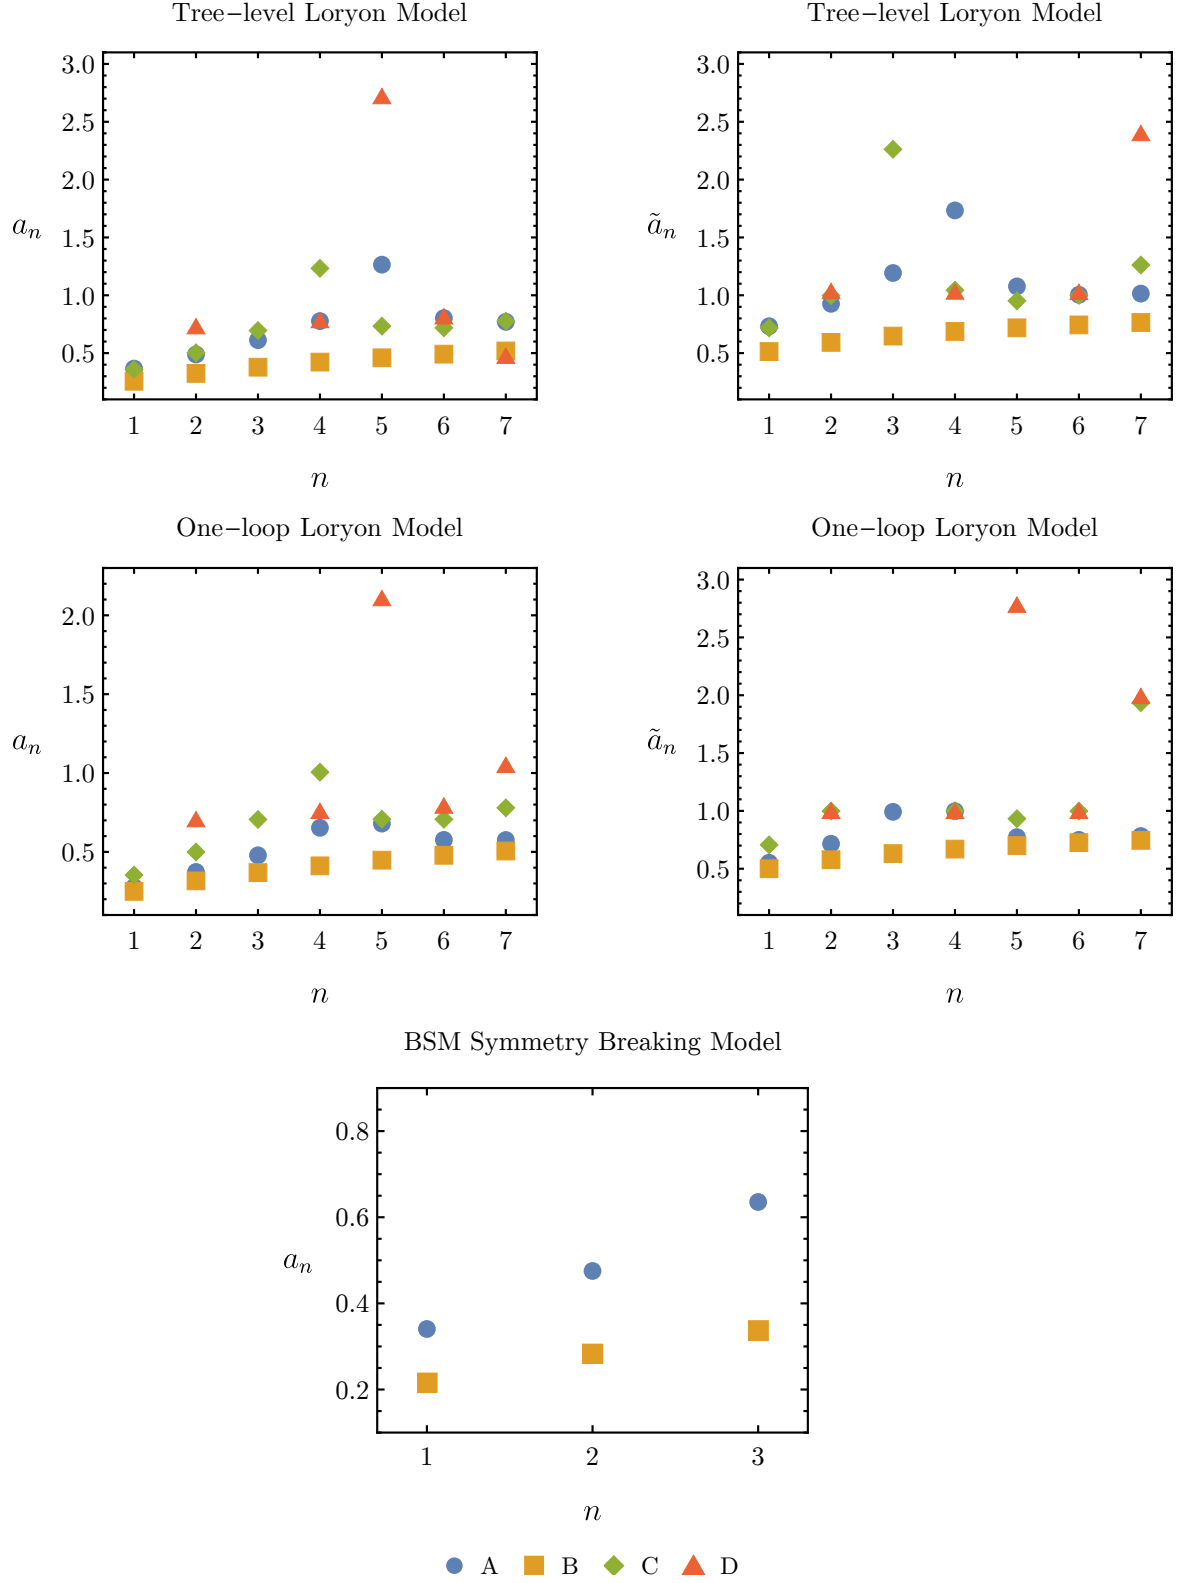 Tree−level Loryon Model
Tree−level Loryon Model
3.0
2.5
2.0
1.5
1.0
0.5
a_n
1 2 3 4 5 6 7
n
3.0
2.5
2.0
1.5
1.0
0.5
ã_n
1 2 3 4 5 6 7
n
One−loop Loryon Model
One−loop Loryon Model
2.0
1.5
1.0
0.5
a_n
1 2 3 4 5 6 7
n
3.0
2.5
2.0
1.5
1.0
0.5
ã_n
1 2 3 4 5 6 7
n
BSM Symmetry Breaking Model
0.8
0.6
0.4
0.2
a_n
1 2 3
n
A B C D